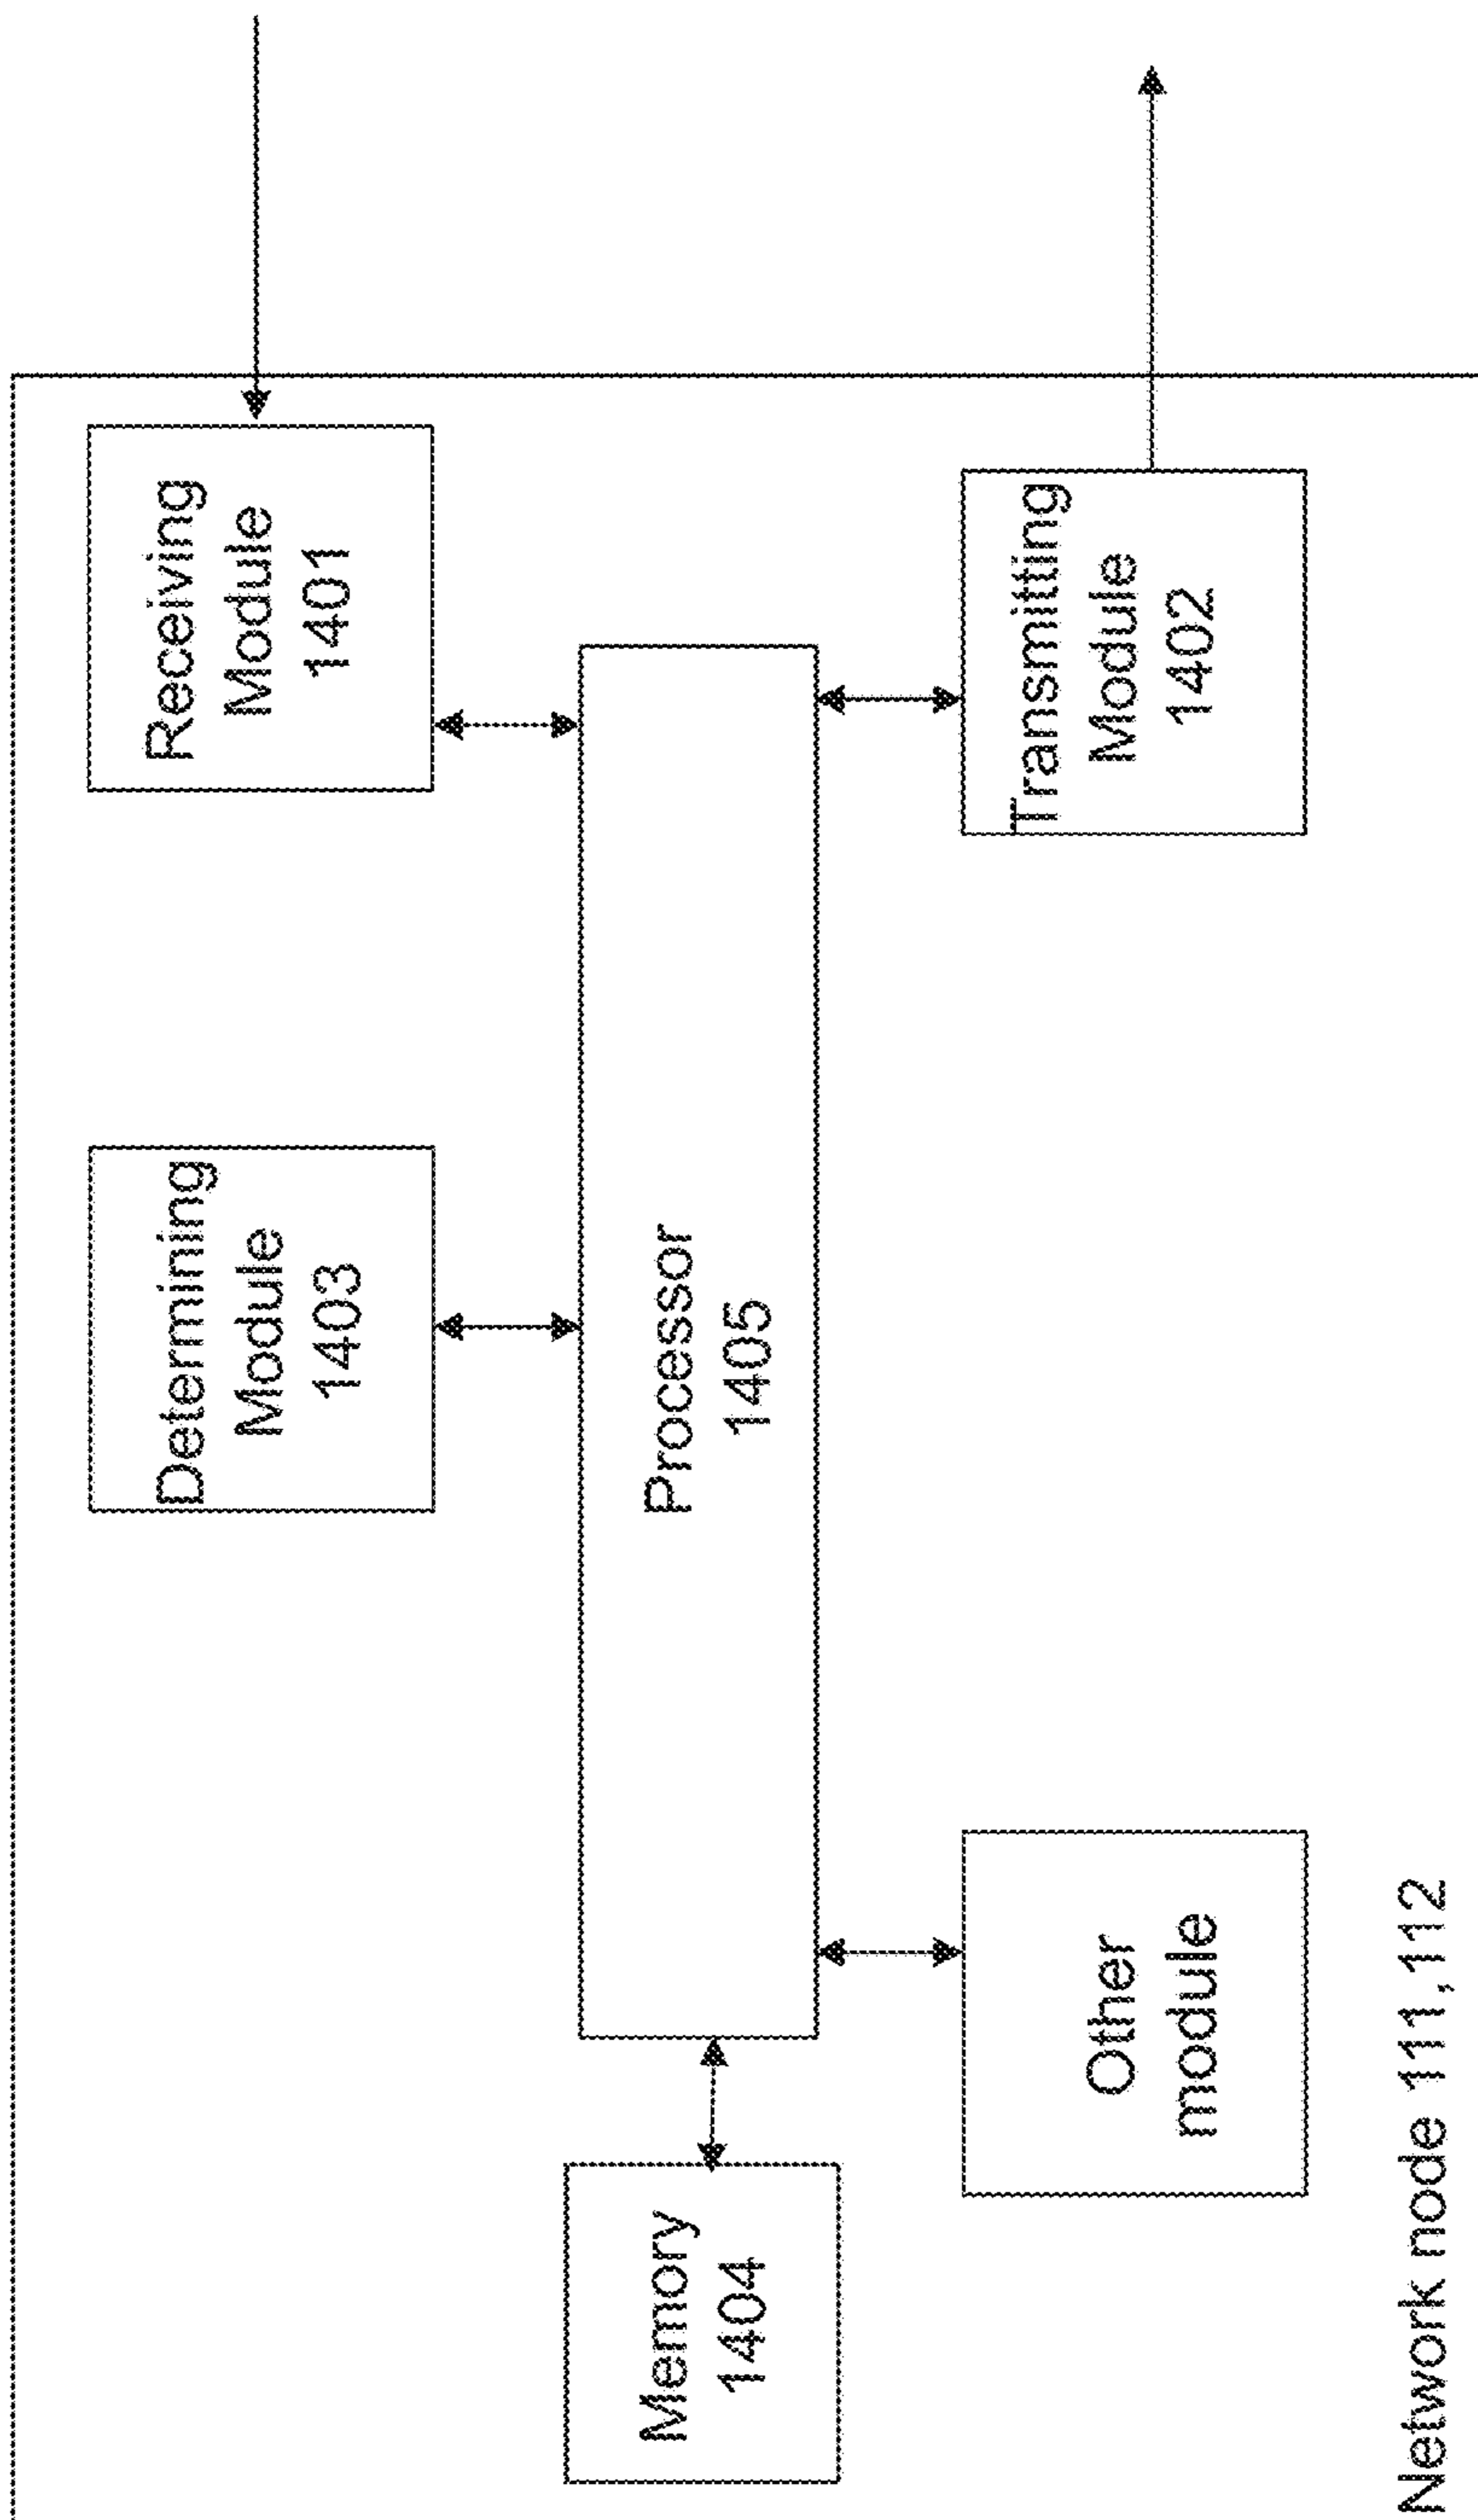 Determining
Module
1403
Receiving
Module
1401
Memory
1404
Processor
1405
Other
module
Transmitting
Module
1402
Network node 111,112